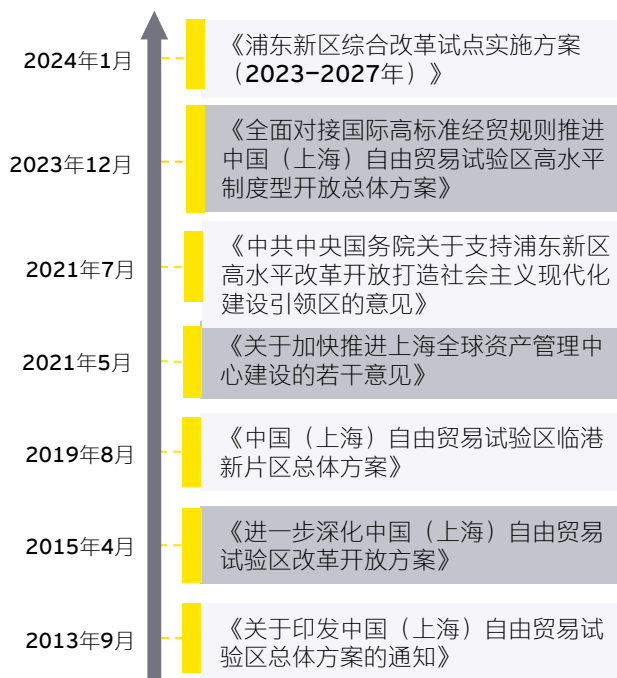 2024年1月
《浦东新区综合改革试点实施方案
（2023–2027年）》
2023年12月
《全面对接国际高标准经贸规则推进
中国（上海）自由贸易试验区高水平
制度型开放总体方案》
2021年7月
《中共中央国务院关于支持浦东新区
高水平改革开放打造社会主义现代化
建设引领区的意见》
2021年5月
《关于加快推进上海全球资产管理中
心建设的若干意见》
2019年8月
《中国（上海）自由贸易试验区临港
新片区总体方案》
2015年4月
《进一步深化中国（上海）自由贸易
试验区改革开放方案》
2013年9月
《关于印发中国（上海）自由贸易试
验区总体方案的通知》